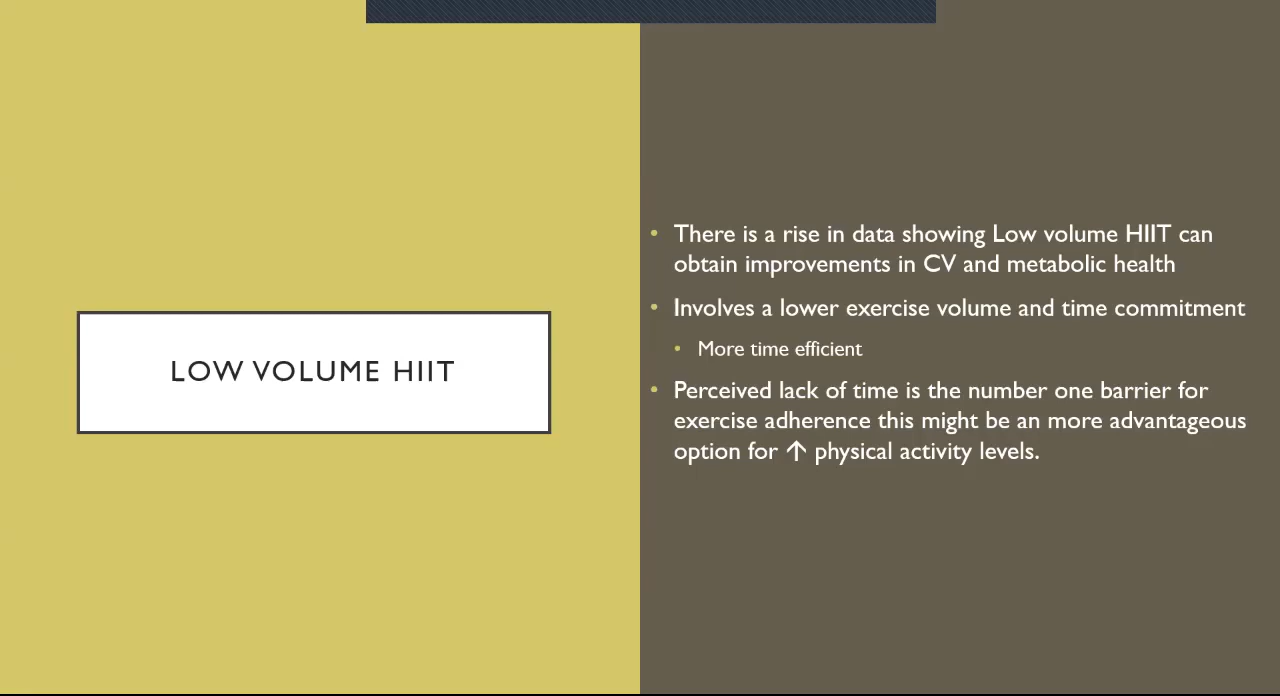 LOW VOLUME HIIT
• There is a rise in data showing Low volume HIIT can
obtain improvements in CV and metabolic health
• Involves a lower exercise volume and time commitment
• More time efficient
• Perceived lack of time is the number one barrier for
exercise adherence this might be an more advantageous
option for ↑ physical activity levels.